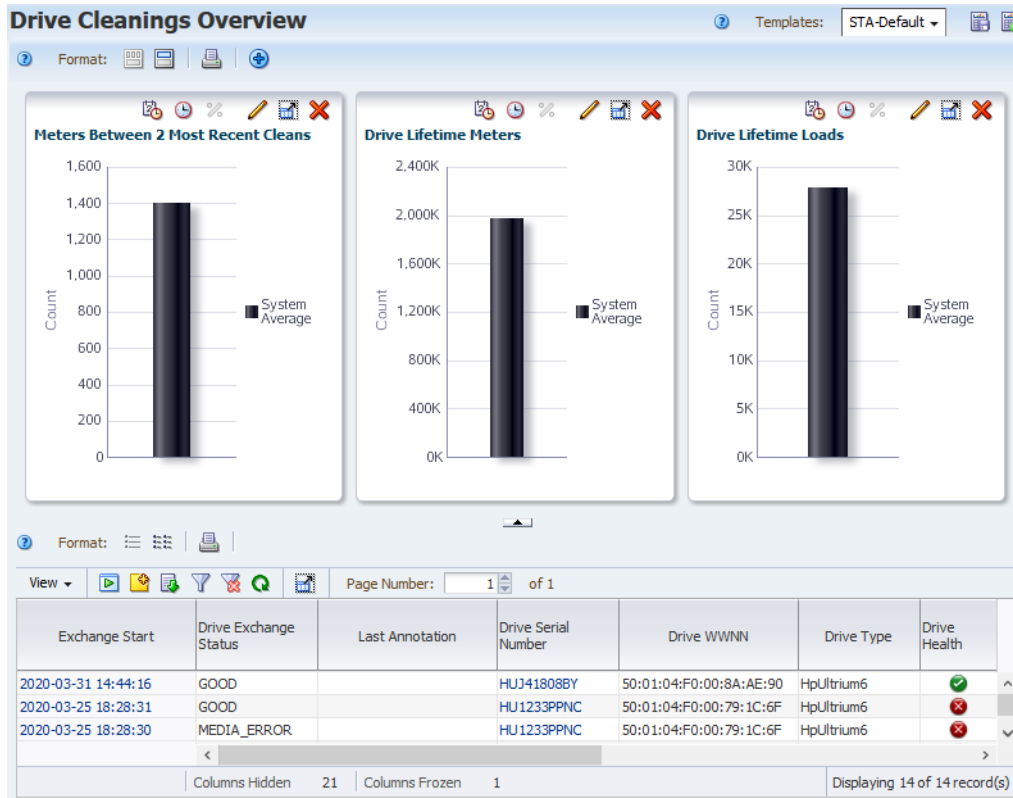 Drive Cleanings Overview
Templates: STA-Default
Format:
Meters Between 2 Most Recent Cleans
1,600
1,400
1,200
1,000
800
600
400
200
0
Count
System
Average
Drive Lifetime Meters
2,400K
2,000K
1,600K
1,200K
800K
400K
0K
Count
System
Average
Drive Lifetime Loads
30K
25K
20K
15K
10K
5K
0K
Count
System
Average
Format:
View Page Number: 1 of 1
Exchange Start Drive Exchange Status Last Annotation Drive Serial Number Drive WWNN Drive Type Drive Health
2020-03-31 14:44:16 GOOD HUJ41808BY 50:01:04:F0:00:8A:AE:90 HpUltrium6
2020-03-25 18:28:31 GOOD HU1233PPNC 50:01:04:F0:00:79:1C:6F HpUltrium6
2020-03-25 18:28:30 MEDIA_ERROR HU1233PPNC 50:01:04:F0:00:79:1C:6F HpUltrium6
Columns Hidden 21 Columns Frozen 1 Displaying 14 of 14 record(s)